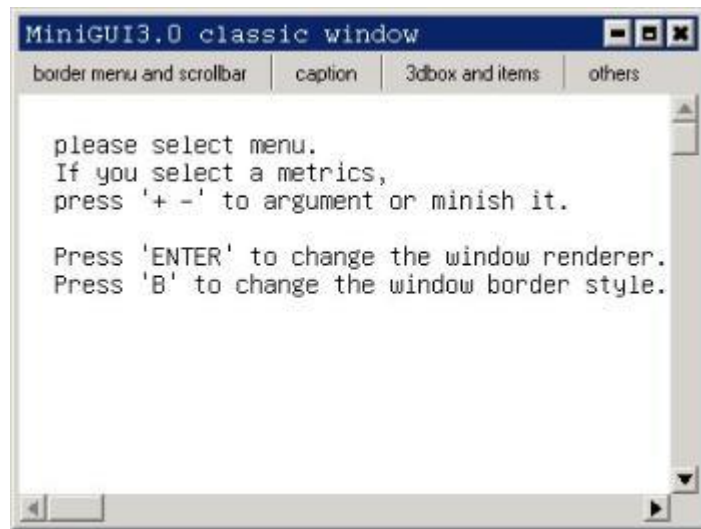 MiniGUI3.0 classic window
border menu and scrollbar caption 3dbox and items others
please select menu.
If you select a metrics,
press '+ -' to argument or minish it.
Press 'ENTER' to change the window renderer.
Press 'B' to change the window border style.